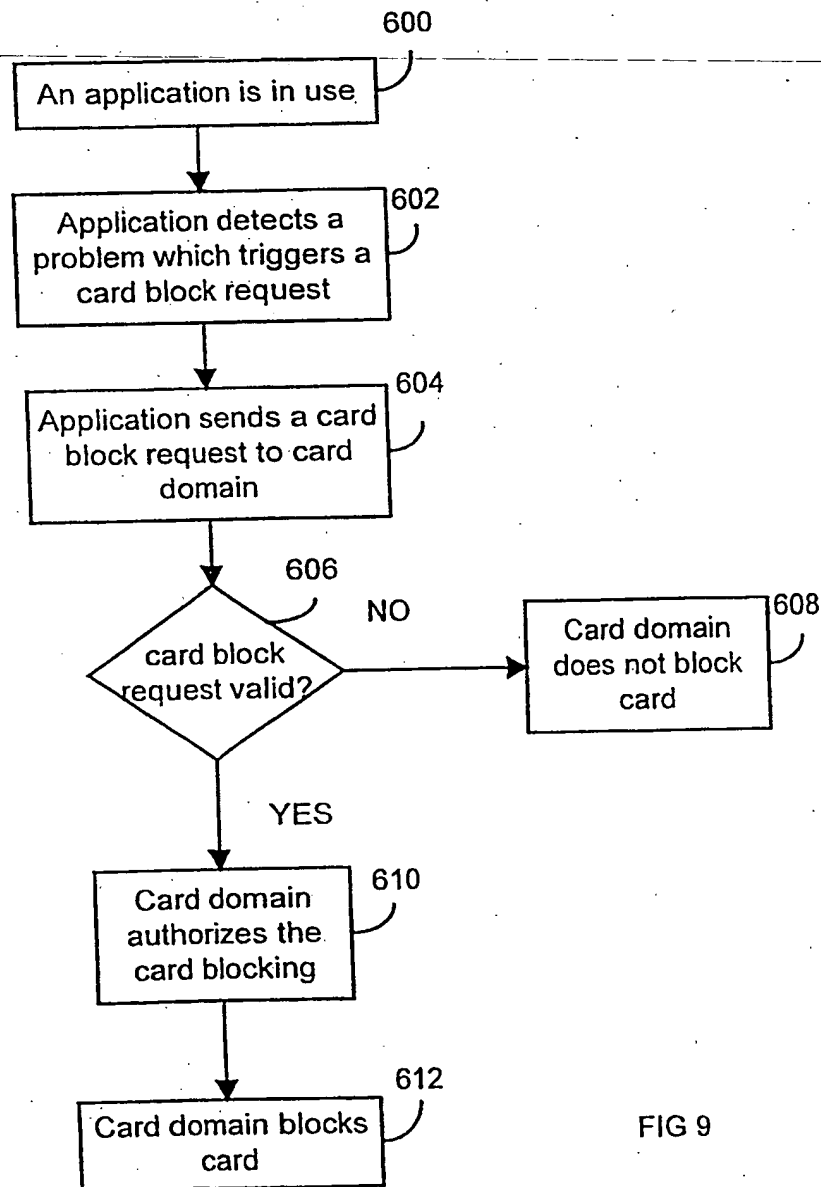 600
An application is in use
602
Application detects a
problem which triggers a
card block request
604
Application sends a card
block request to card
domain
606
NO
card block
request valid?
608
Card domain
does not block
card
YES
610
Card domain
authorizes the
card blocking
612
Card domain blocks
card
FIG 9